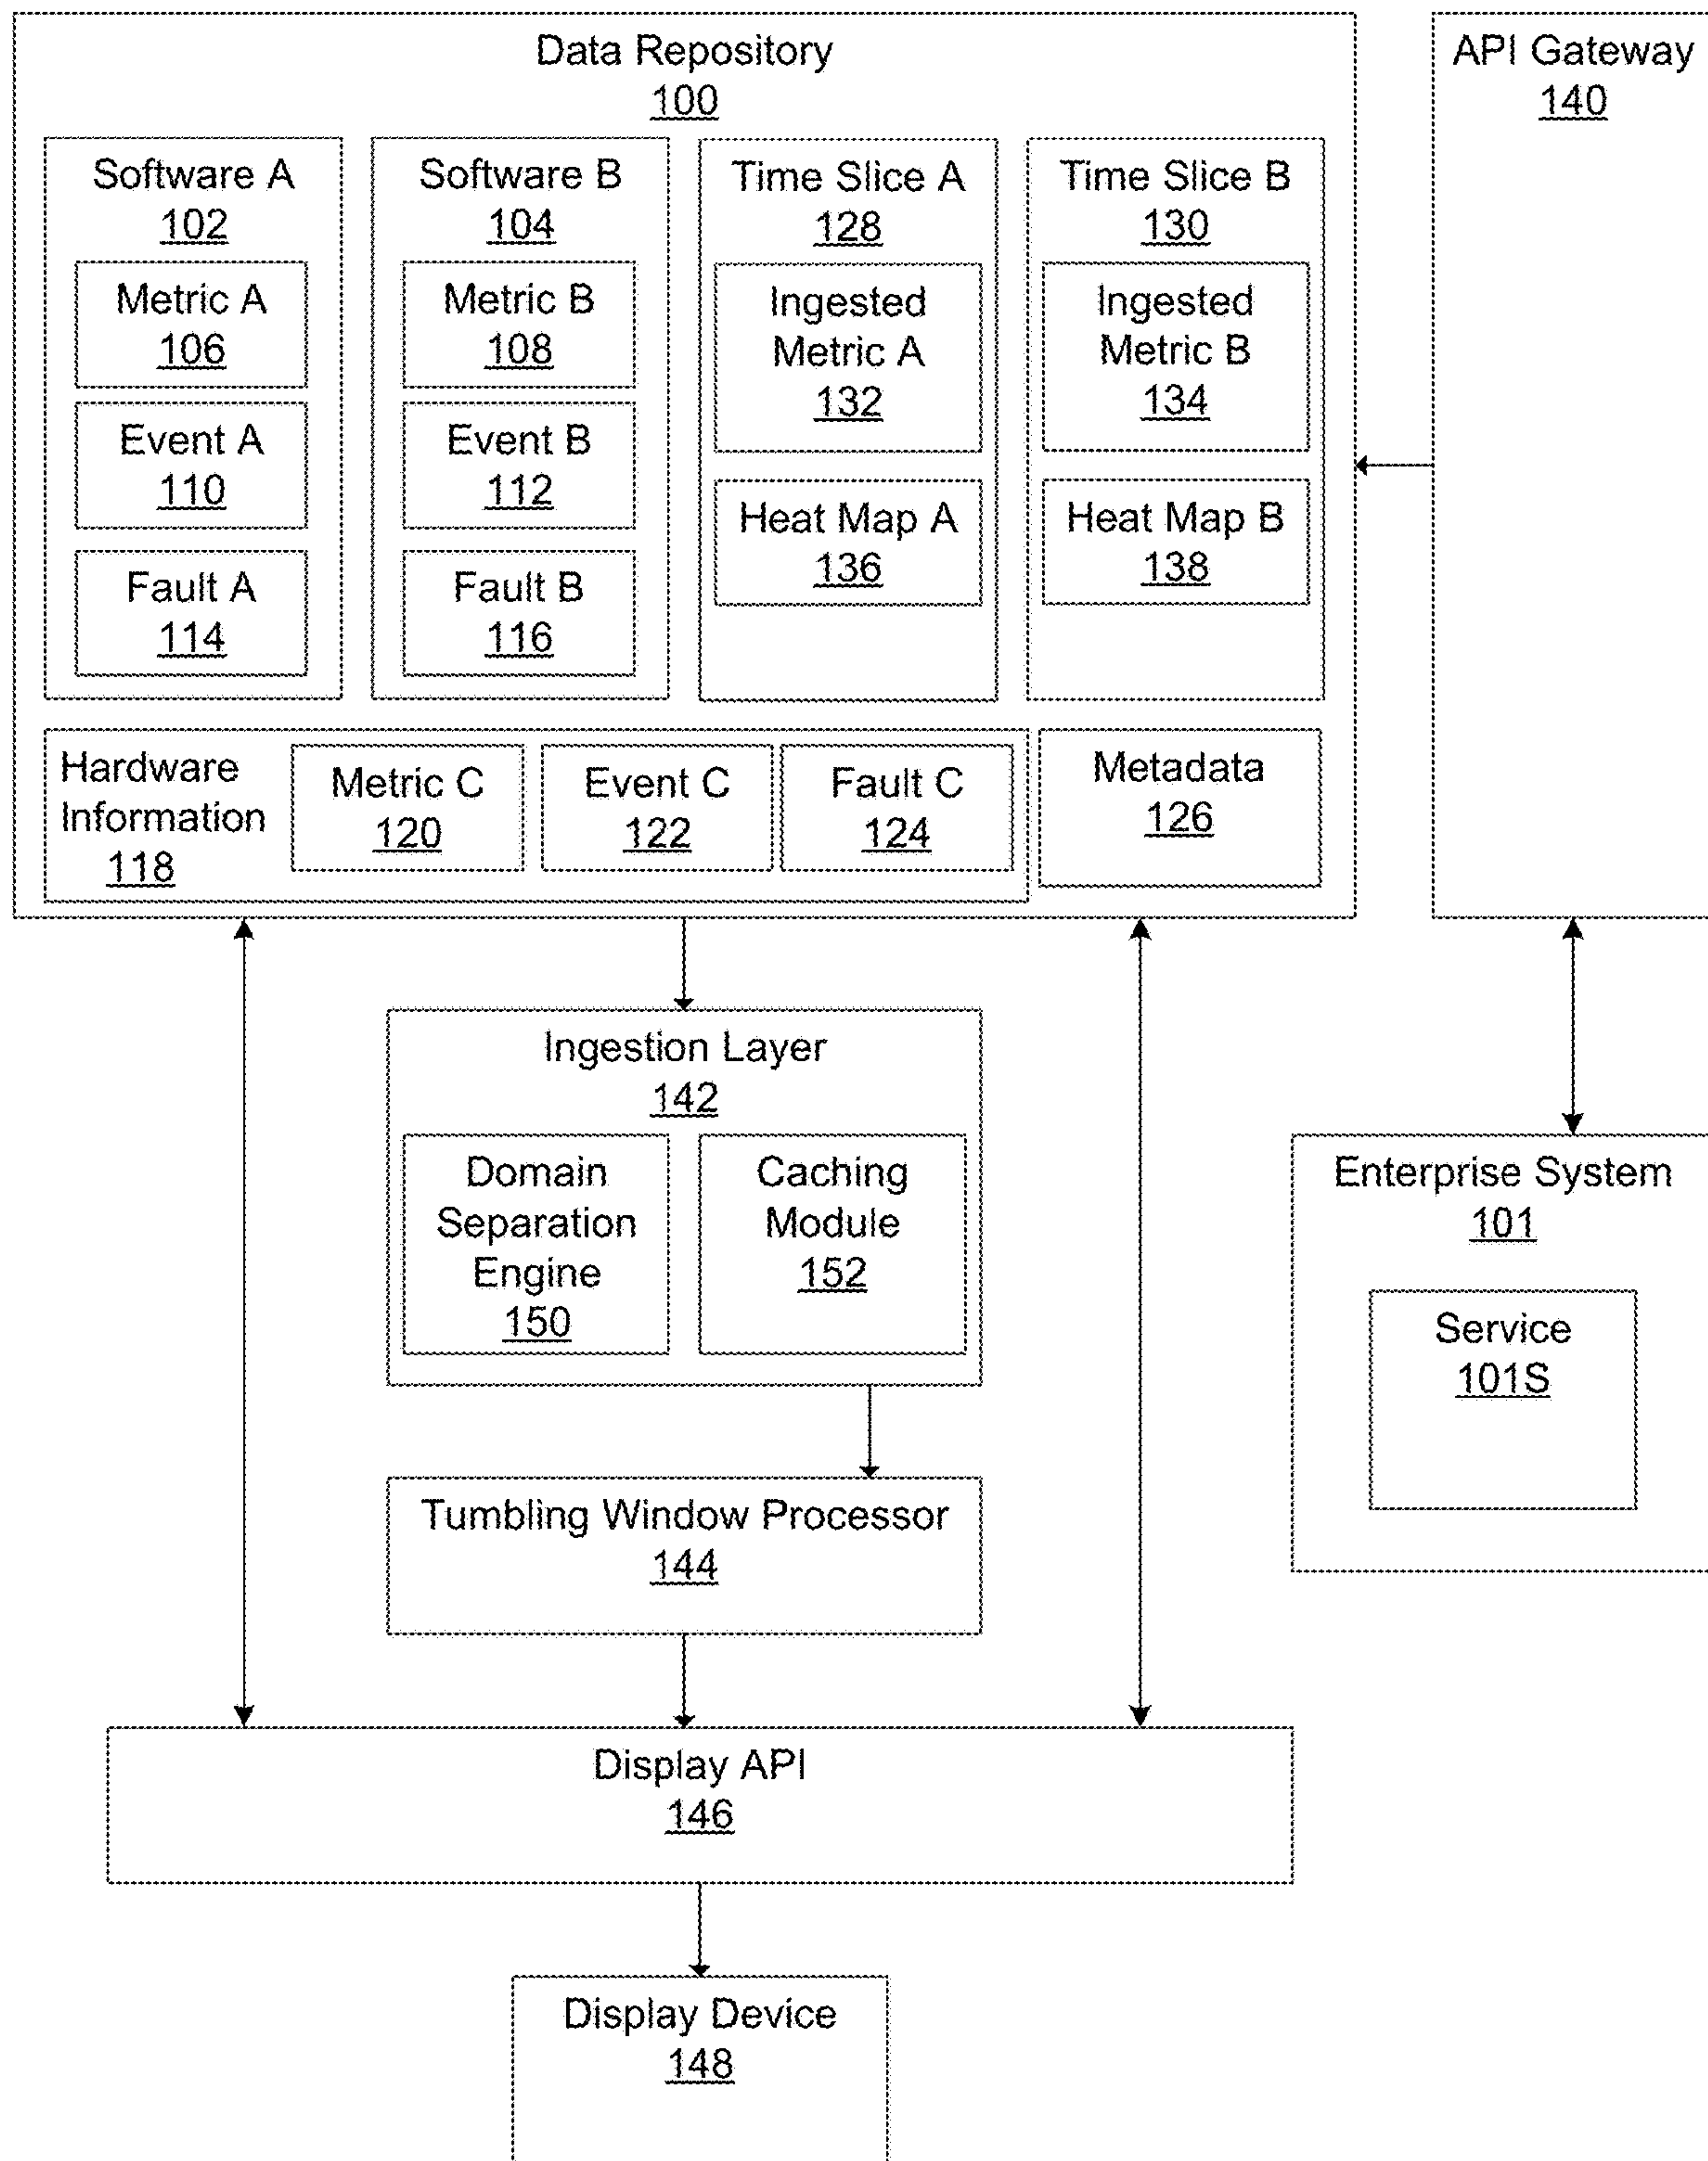 Data Repository
100
Software A
102
Metric A
106
Event A
110
Fault A
114
Software B
104
Metric B
108
Event B
112
Fault B
116
Time Slice A
128
Ingested
Metric A
132
Heat Map A
136
Time Slice B
130
Ingested
Metric B
134
Heat Map B
138
Hardware
Information
118
Metric C
120
Event C
122
Fault C
124
Metadata
126
API Gateway
140
Ingestion Layer
142
Domain
Separation
Engine
150
Caching
Module
152
Enterprise System
101
Service
101S
Tumbling Window Processor
144
Display API
146
Display Device
148